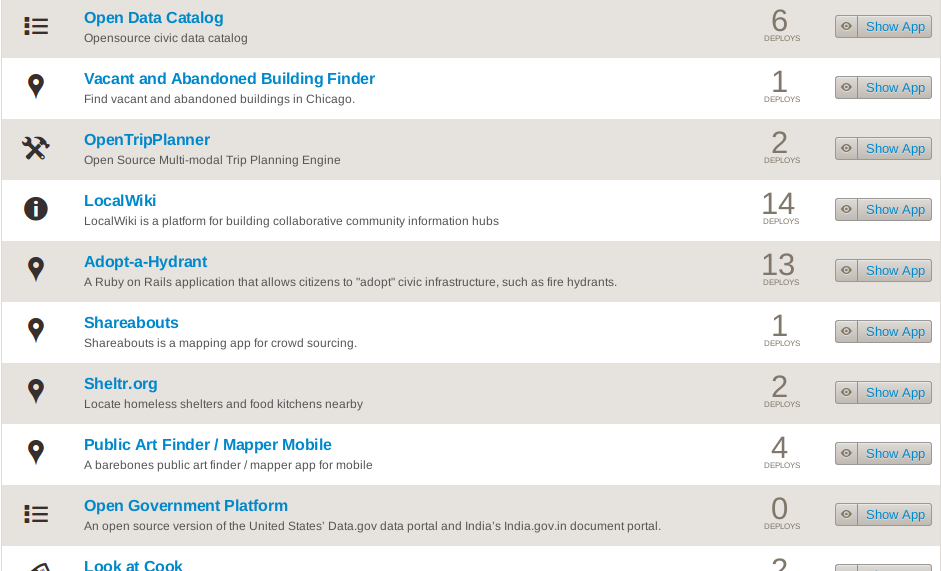 Open Data Catalog
Opensource civic data catalog
6
DEPLOYS
Show App
Vacant and Abandoned Building Finder
Find vacant and abandoned buildings in Chicago.
1
DEPLOYS
Show App
OpenTripPlanner
Open Source Multi-modal Trip Planning Engine
2
DEPLOYS
Show App
LocalWiki
LocalWiki is a platform for building collaborative community information hubs
14
DEPLOYS
Show App
Adopt-a-Hydrant
A Ruby on Rails application that allows citizens to "adopt" civic infrastructure, such as fire hydrants.
13
DEPLOYS
Show App
Shareabouts
Shareabouts is a mapping app for crowd sourcing.
1
DEPLOYS
Show App
Sheltr.org
Locate homeless shelters and food kitchens nearby
2
DEPLOYS
Show App
Public Art Finder / Mapper Mobile
A barebones public art finder / mapper app for mobile
4
DEPLOYS
Show App
Open Government Platform
An open source version of the United States' Data.gov data portal and India's India.gov.in document portal.
0
DEPLOYS
Show App
Look at Cook
2